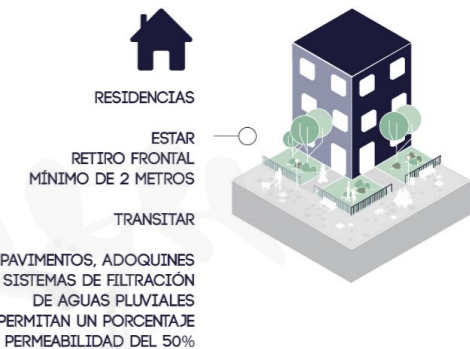 RESIDENCIAS
ESTAR
RETIRO FRONTAL
MÍNIMO DE 2 METROS
TRANSITAR
PAVIMENTOS, ADOQUINES
SISTEMAS DE FILTRACIÓN
DE AGUAS PLUVIALES
PERMITAN UN PORCENTAJE
PERMEABILIDAD DEL 50%